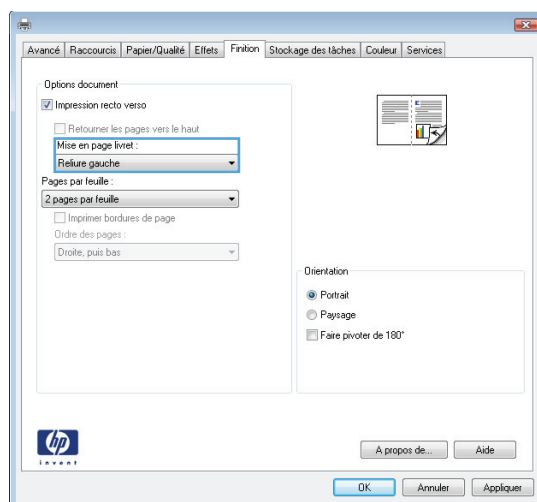 Avancé Raccourcis Papier/Qualité Effets Finition Stockage des tâches Couleur Services
Options document
Impression recto verso
Retourner les pages vers le haut
Mise en page livret :
Reliure gauche
Pages par feuille :
2 pages par feuille
Imprimer bordures de page
Ordre des pages :
Droite, puis bas
Orientation
Portrait
Paysage
Faire pivoter de 180°
hp
invent
A propos de... Aide
OK Annuler Appliquer